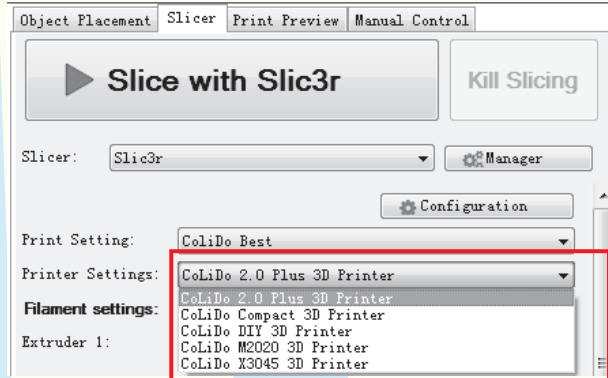 Object Placement Slicer Print Preview Manual Control
Slice with Slic3r Kill Slicing
Slicer: Slic3r Manager
Configuration
Print Setting: ColiDo Best
Printer Settings: CoLiDo 2.0 Plus 3D Printer
CoLiDo 2.0 Plus 3D Printer
Filament settings: CoLiDo Compact 3D Printer
CoLiDo DIY 3D Printer
Extruder 1: CoLiDo M2020 3D Printer
CoLiDo X3045 3D Printer